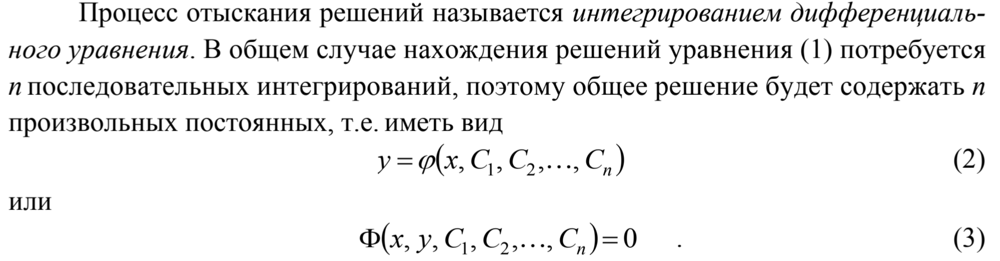 Процесс отыскания решений называется интегрированием дифференциаль-
ного уравнения. В общем случае нахождения решений уравнения (1) потребуется
n последовательных интегрирований, поэтому общее решение будет содержать n
произвольных постоянных, т.е. иметь вид
y = φ(x, C₁, C₂,..., Cₙ) (2)
или
Φ(x, y, C₁, C₂,..., Cₙ) = 0 . (3)